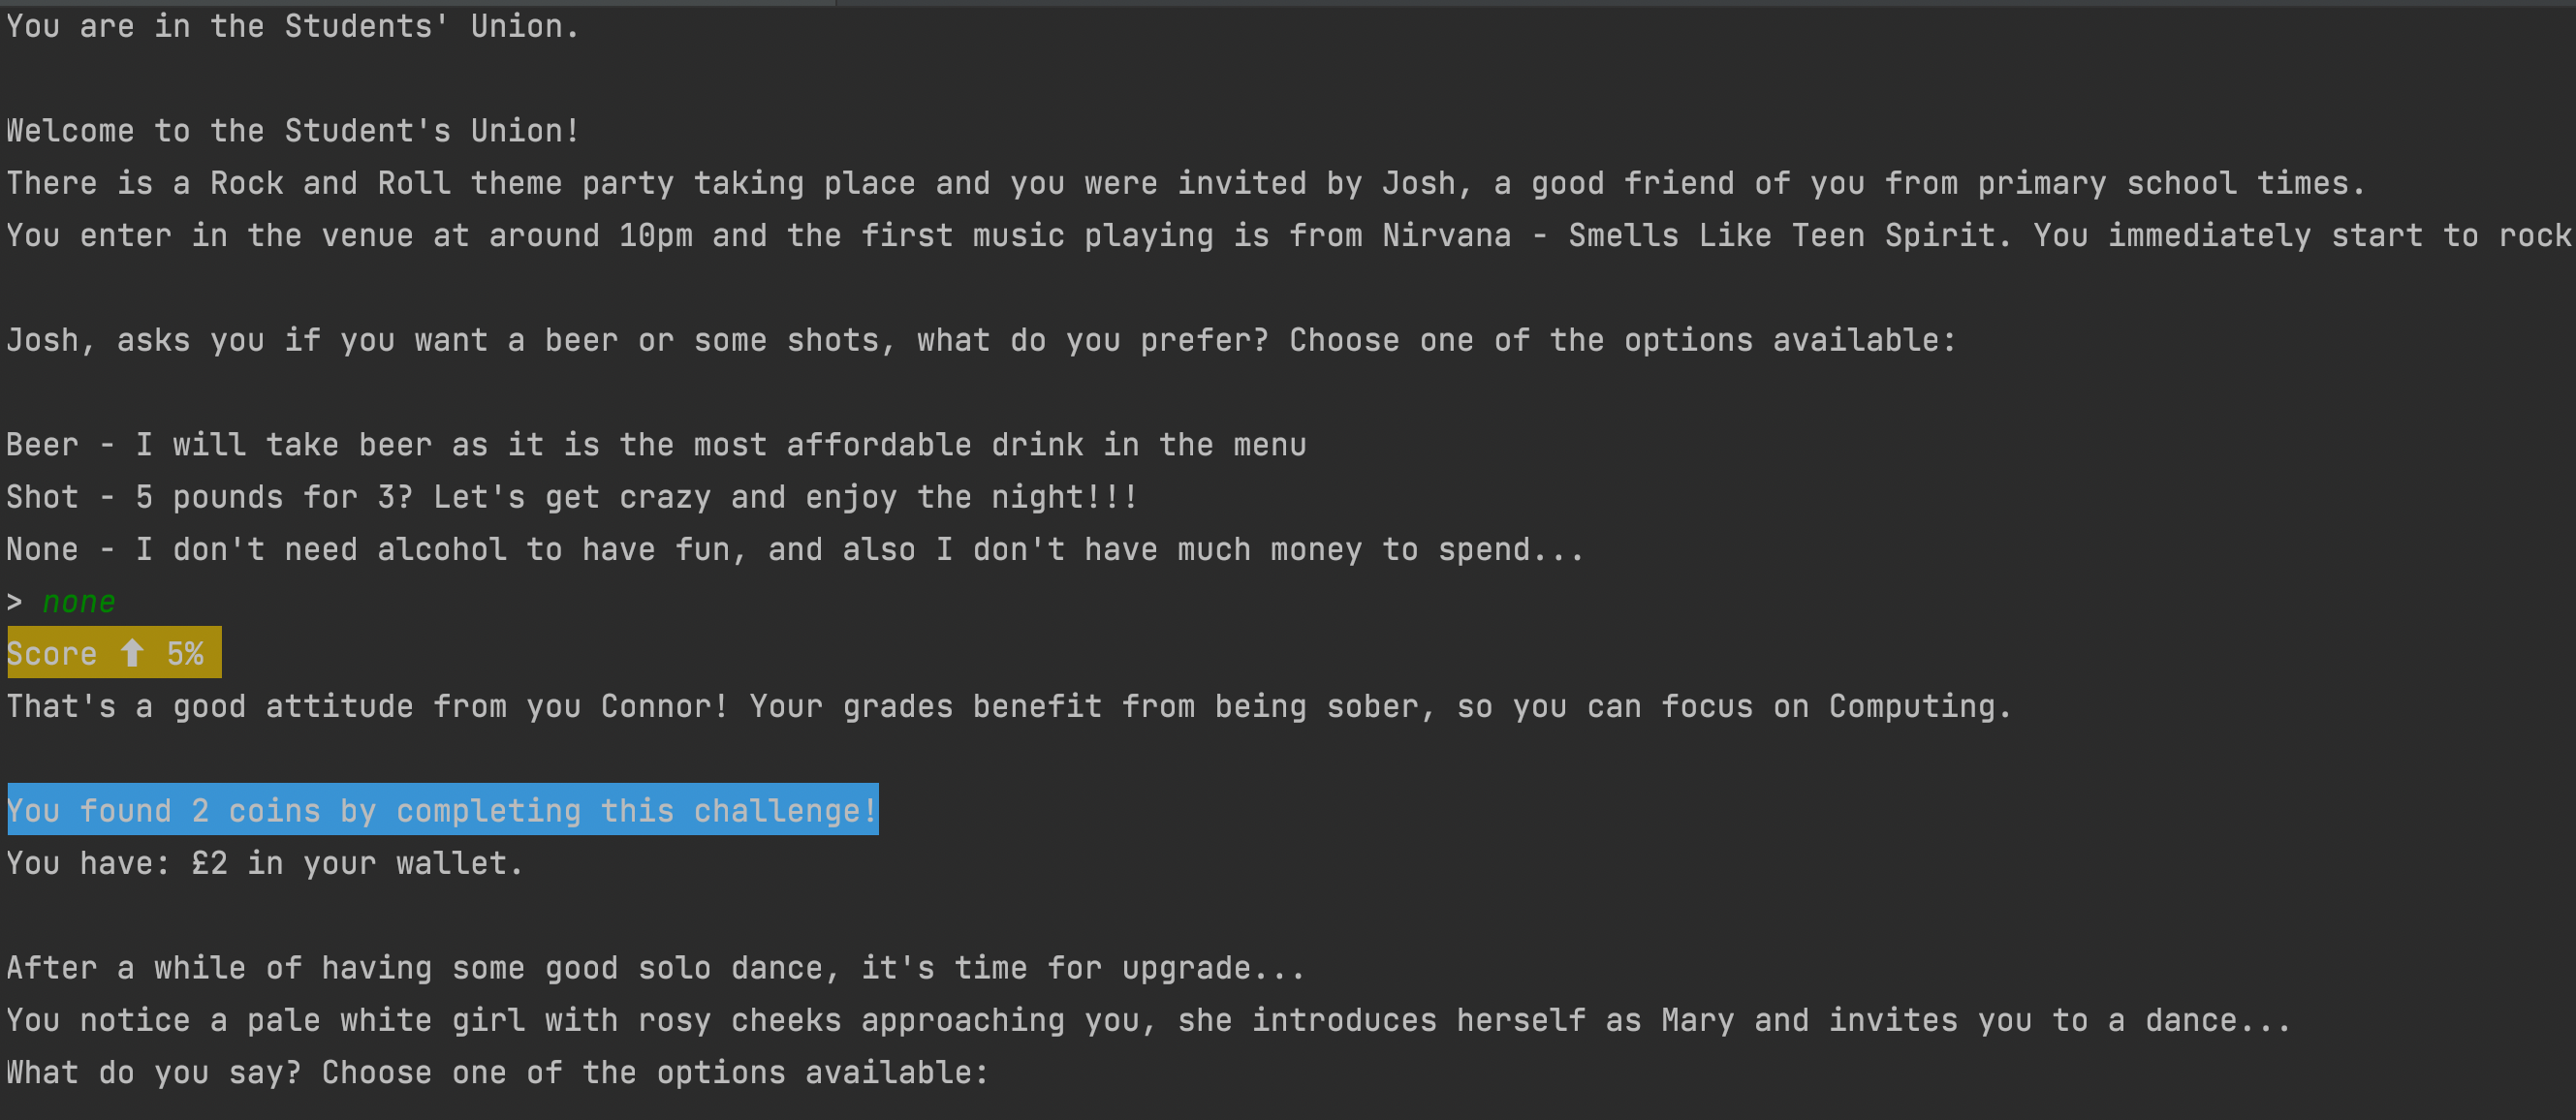 You are in the Students' Union.
Welcome to the Student's Union!
There is a Rock and Roll theme party taking place and you were invited by Josh, a good friend of you from primary school times.
You enter in the venue at around 10pm and the first music playing is from Nirvana - Smells Like Teen Spirit. You immediately start to rock
Josh, asks you if you want a beer or some shots, what do you prefer? Choose one of the options available:
Beer - I will take beer as it is the most affordable drink in the menu
Shot - 5 pounds for 3? Let's get crazy and enjoy the night!!!
None - I don't need alcohol to have fun, and also I don't have much money to spend...
> none
Score ⬆ 5%
That's a good attitude from you Connor! Your grades benefit from being sober, so you can focus on Computing.
You found 2 coins by completing this challenge!
You have: £2 in your wallet.
After a while of having some good solo dance, it's time for upgrade...
You notice a pale white girl with rosy cheeks approaching you, she introduces herself as Mary and invites you to a dance...
What do you say? Choose one of the options available: